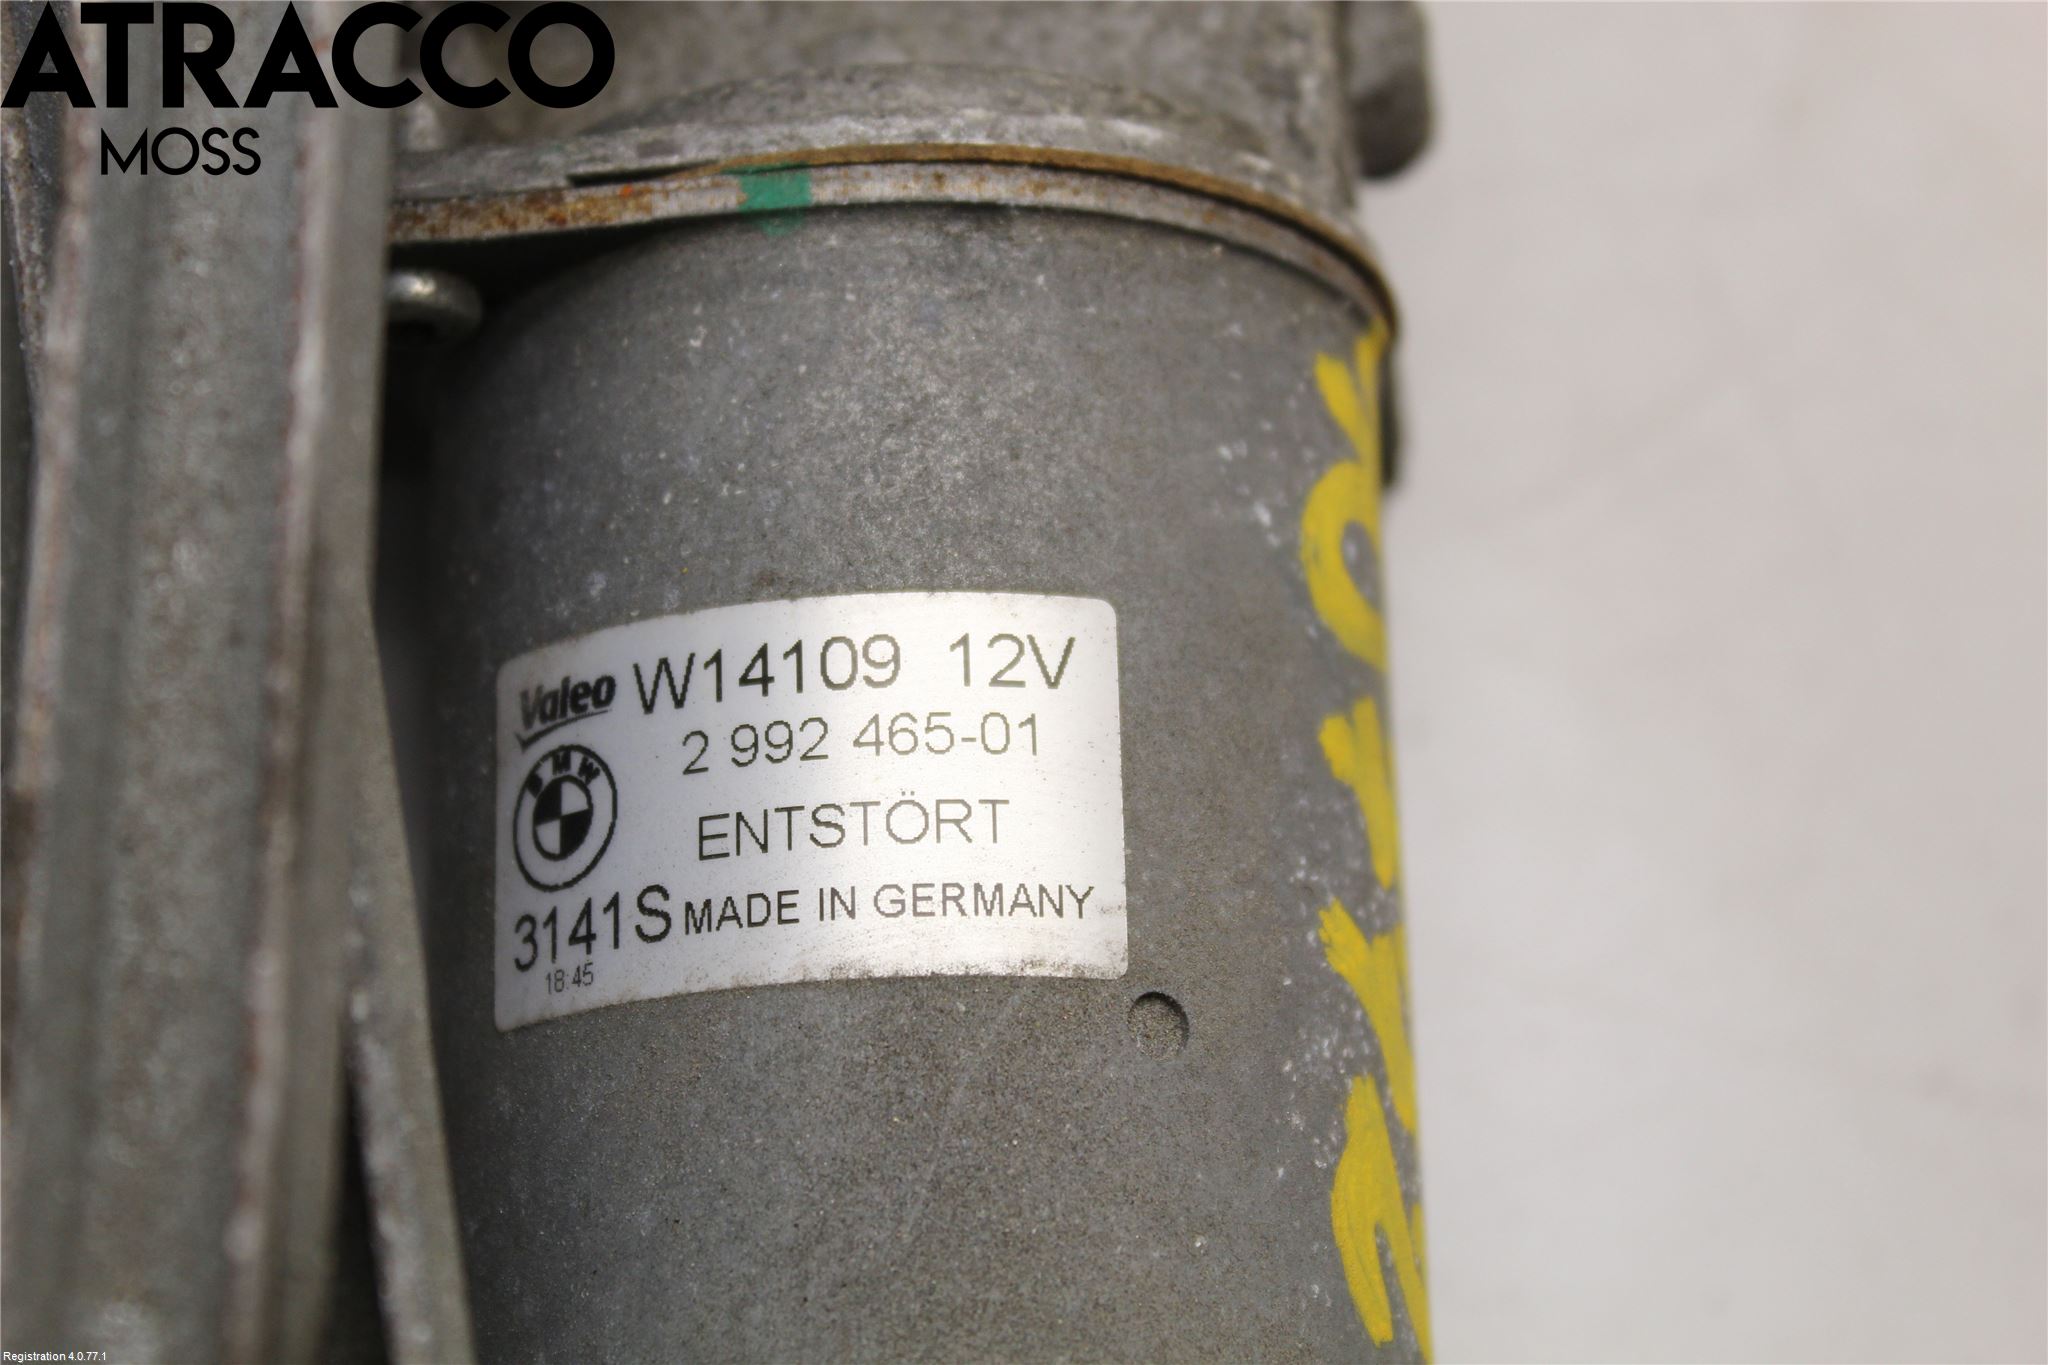 ATRACCO
MOSS
Valeo W14109 12V
2 992 465-01
BMW
ENTSTÖRT
3141S MADE IN GERMANY
18:45
Registration 4.0.77.1